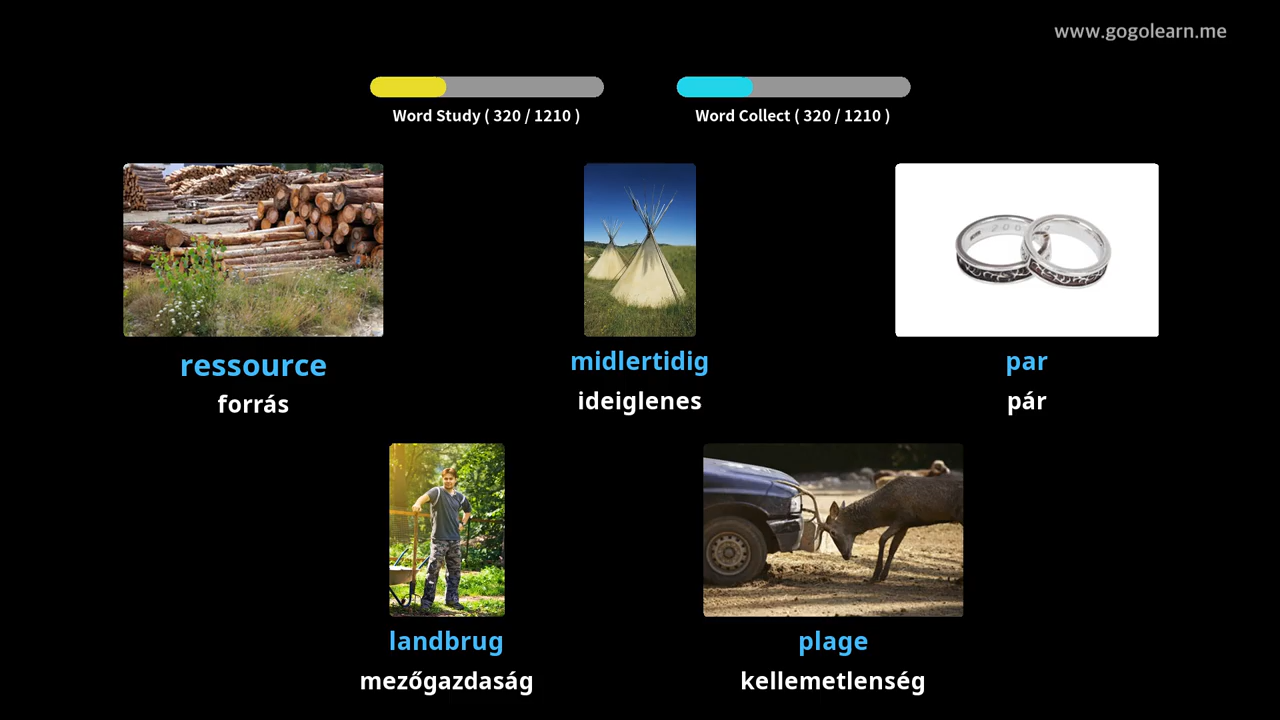 www.gogolearn.me
Word Study ( 320 / 1210 )
Word Collect ( 320 / 1210 )
ressource
forrás
midlertidig
ideiglenes
par
pár
landbrug
mezőgazdaság
plage
kellemetlenség